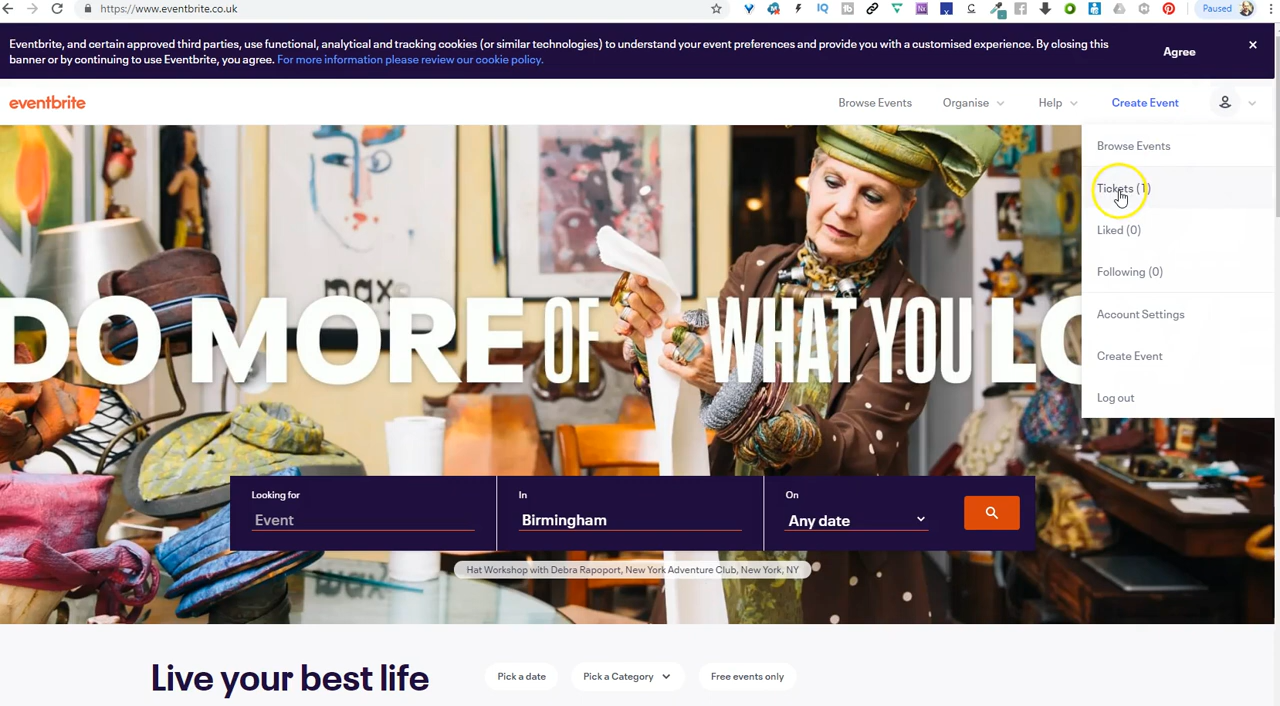 https://www.eventbrite.co.uk
Paused
Eventbrite, and certain approved third parties, use functional, analytical and tracking cookies (or similar technologies) to understand your event preferences and provide you with a customised experience. By closing this
banner or by continuing to use Eventbrite, you agree. For more information please review our cookie policy.
Agree
eventbrite
Browse Events
Organise
Help
Create Event
Browse Events
Tickets (1)
Liked (0)
Following (0)
Account Settings
Create Event
Log out
max
DO MORE OF WHAT YOU LO
Looking for
Event
In
Birmingham
On
Any date
Hat Workshop with Debra Rapoport, New York Adventure Club, New York, NY
Live your best life
Pick a date
Pick a Category
Free events only